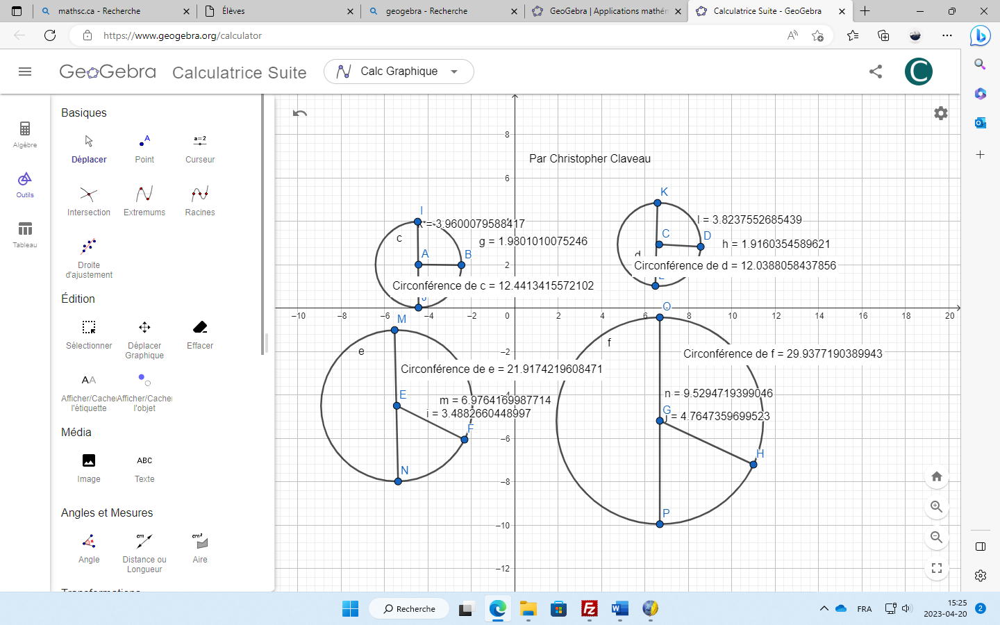 mathsc.ca - Recherche
Élèves
geogebra - Recherche
GeoGebra | Applications mathém
Calculatrice Suite - GeoGebra
https://www.geogebra.org/calculator
GeoGebra
Calculatrice Suite
Calc Graphique
C
Algèbre
Outils
Tableau
Basiques
A
a=2
Déplacer
Point
Curseur
Intersection
Extremums
Racines
Droite
d'ajustement
Édition
Sélectionner
Déplacer
Graphique
Effacer
AA
Afficher/Cacher
l'étiquette
Afficher/Cacher
l'objet
Média
ABC
Image
Texte
Angles et Mesures
α
cm
cm²
Angle
Distance ou
Longueur
Aire
Transformations
Par Christopher Claveau
8
6
2
0
−2
−4
−6
−8
−10
−12
−10
−8
−6
−4
−2
2
4
6
8
10
12
14
16
18
20
I
k = 3.9600079588417
c
g = 1.9801010075246
A
B
Circonférence de c = 12.4413415572102
J
K
l = 3.8237552685439
C
D
h = 1.9160354589621
d
Circonférence de d = 12.0388058437856
L
M
e
Circonférence de e = 21.9174219608471
E
m = 6.9764169987714
i = 3.4882660448997
F
N
O
f
Circonférence de f = 29.9377190389943
n = 9.5294719399046
G
j = 4.7647359699523
H
P
Recherche
FRA
15:25
2023-04-20
2